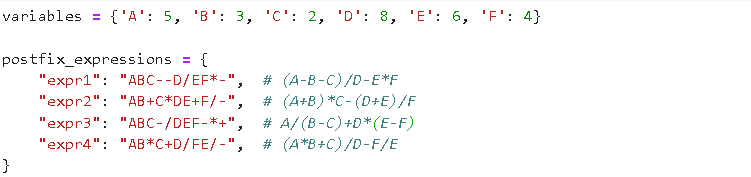 variables = {'A': 5, 'B': 3, 'C': 2, 'D': 8, 'E': 6, 'F': 4}
postfix_expressions = {
"expr1": "ABC--D/EF*-", # (A-B-C)/D-E*F
"expr2": "AB+C*DE+F/-", # (A+B)*C-(D+E)/F
"expr3": "ABC-/DEF-*+", # A/(B-C)+D*(E-F)
"expr4": "AB*C+D/FE/-", # (A*B+C)/D-F/E
}